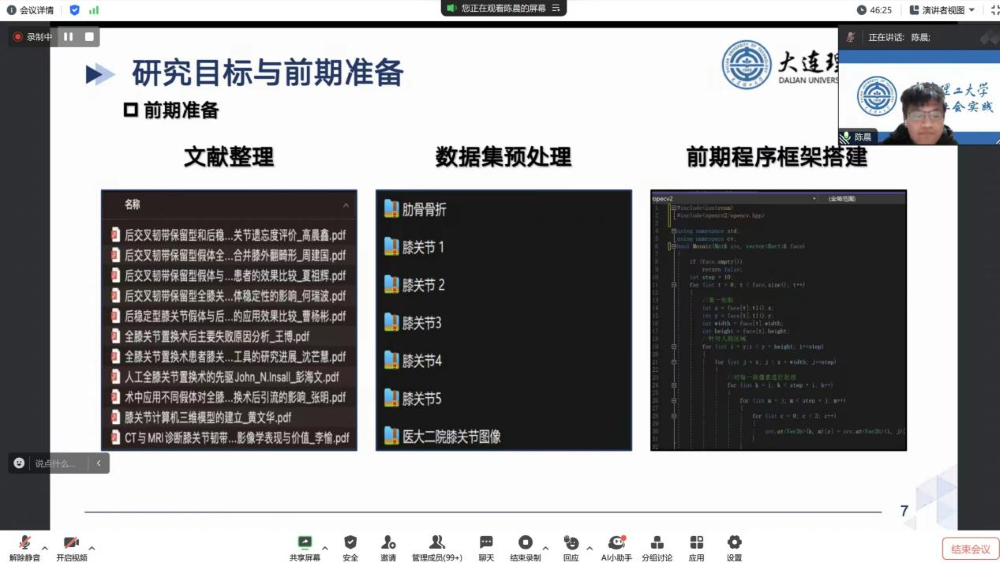 会议详情
您正在观看陈晨的屏幕
46:25
演讲者视图
录制中
正在讲话: 陈晨;
研究目标与前期准备
大连理
DALIAN UNIVERS
陈晨
前期准备
文献整理
数据集预处理
前期程序框架搭建
名称
后交叉韧带保留型和后稳...关节遗忘度评价_高晨鑫.pdf
后交叉韧带保留型假体全...合并膝外翻畸形_周建国.pdf
后交叉韧带保留型假体与...患者的效果比较_夏祖辉.pdf
后交叉韧带保留型全膝关...体稳定性的影响_何瑞波.pdf
后稳定型膝关节假体与后...的应用效果比较_曹杨彬.pdf
全膝关节置换术后主要失败原因分析_王博.pdf
全膝关节置换术患者膝关...工具的研究进展_沈芒慧.pdf
人工全膝关节置换术的先驱John_N.Insall_彭海文.pdf
术中应用不同假体对全膝...换术后引流的影响_张明.pdf
膝关节计算机三维模型的建立_黄文华.pdf
CT与MRI诊断膝关节韧带...影像学表现与价值_李愉.pdf
肋骨骨折
膝关节 1
膝关节 2
膝关节3
膝关节4
膝关节5
医大二院膝关节图像
(全局范围)
using namespace std;
using namespace cv;
if (face.empty())
return false;
int step = 10;
说点什么...
7
解除静音
开启视频
共享屏幕
安全
邀请
管理成员(99+)
聊天
结束录制
回应
AI小助手
分组讨论
应用
设置
结束会议